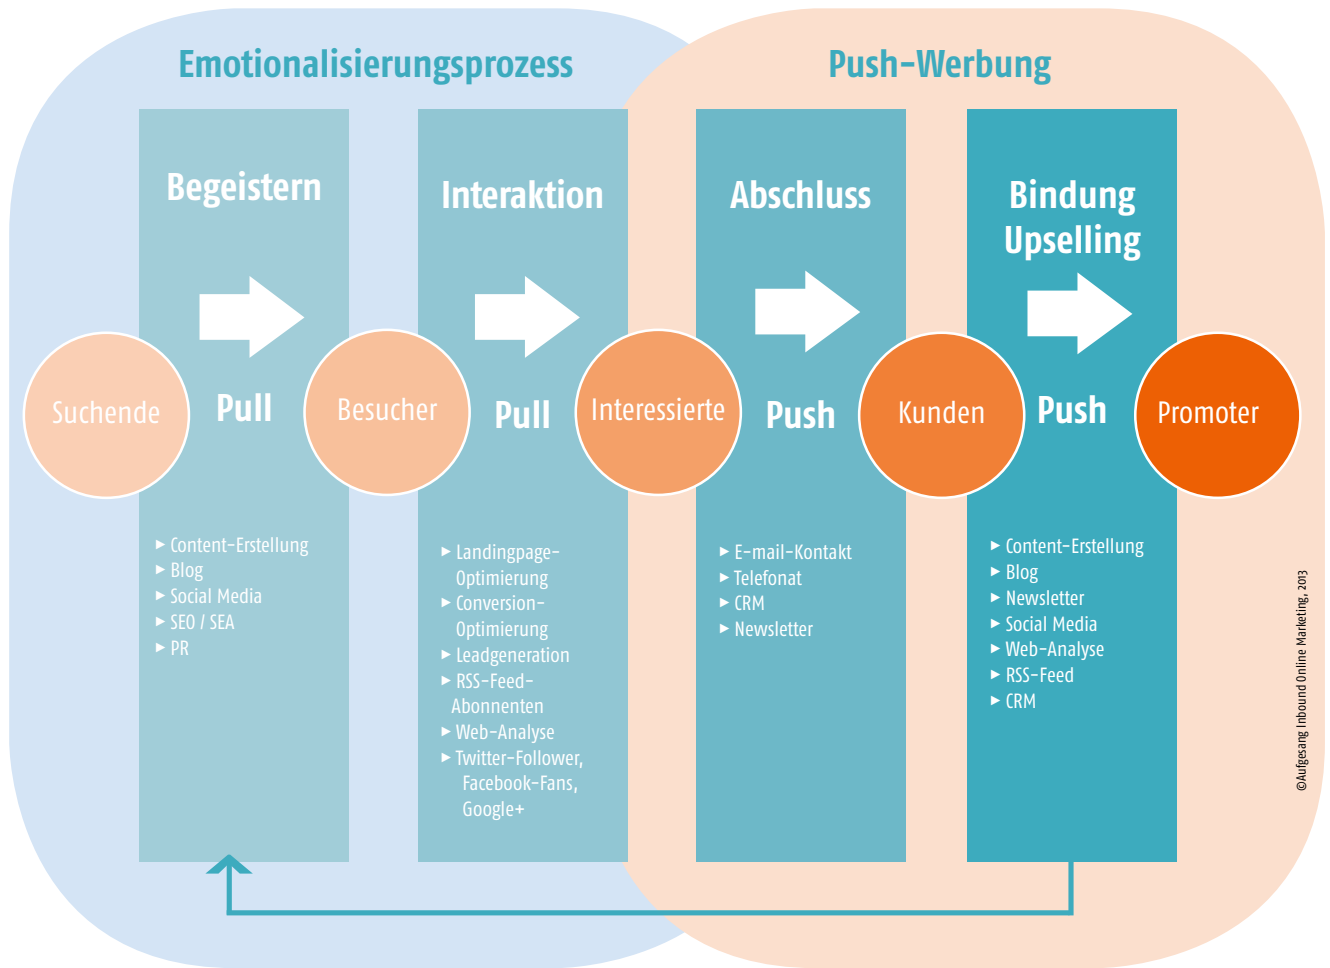 Emotionalisierungsprozess
Push-Werbung
Begeistern
Interaktion
Abschluss
Bindung
Upselling
Suchende
Pull
Besucher
Pull
Interessierte
Push
Kunden
Push
Promoter
▶ Content-Erstellung
▶ Blog
▶ Social Media
▶ SEO / SEA
▶ PR
▶ Landingpage-
Optimierung
▶ Conversion-
Optimierung
▶ Leadgeneration
▶ RSS-Feed-
Abonnenten
▶ Web-Analyse
▶ Twitter-Follower,
Facebook-Fans,
Google+
▶ E-mail-Kontakt
▶ Telefonat
▶ CRM
▶ Newsletter
▶ Content-Erstellung
▶ Blog
▶ Newsletter
▶ Social Media
▶ Web-Analyse
▶ RSS-Feed
▶ CRM
©Aufgesang Inbound Online Marketing, 2013